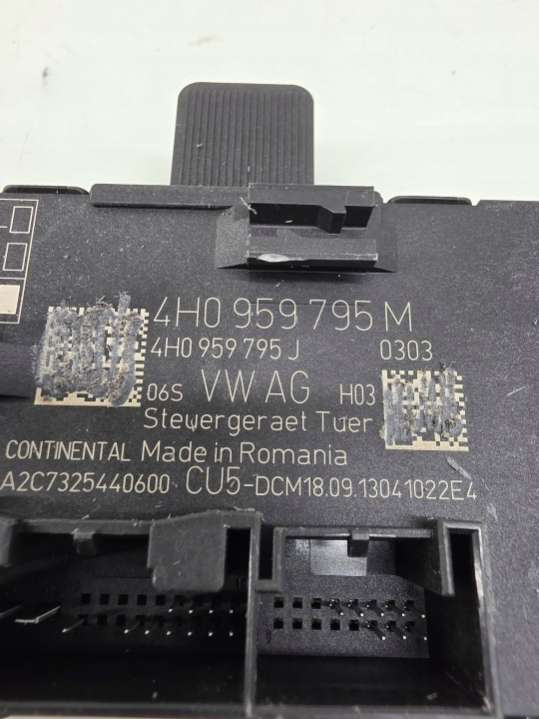 4H0 959 795 M
4H0 959 795 J 0303
06S VW AG H03
Stewergeraet Tuer
CONTINENTAL Made in Romania
A2C7325440600 CU5-DCM18.09.13041022E4